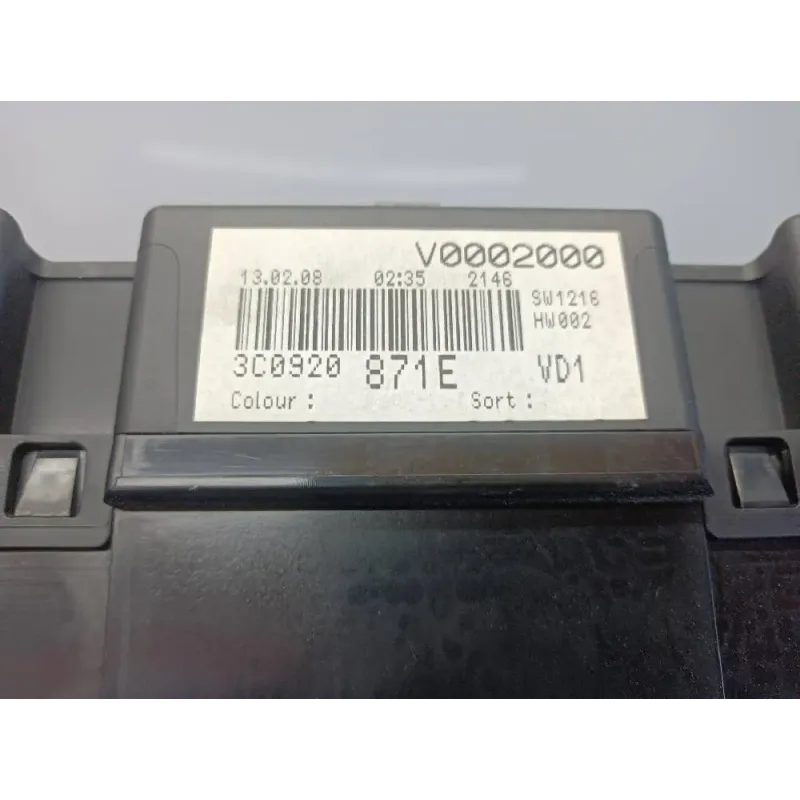 V0002000
13.02.08 02:35 2146
SW1216
HW002
3C0920 871E VD1
Colour : Sort :